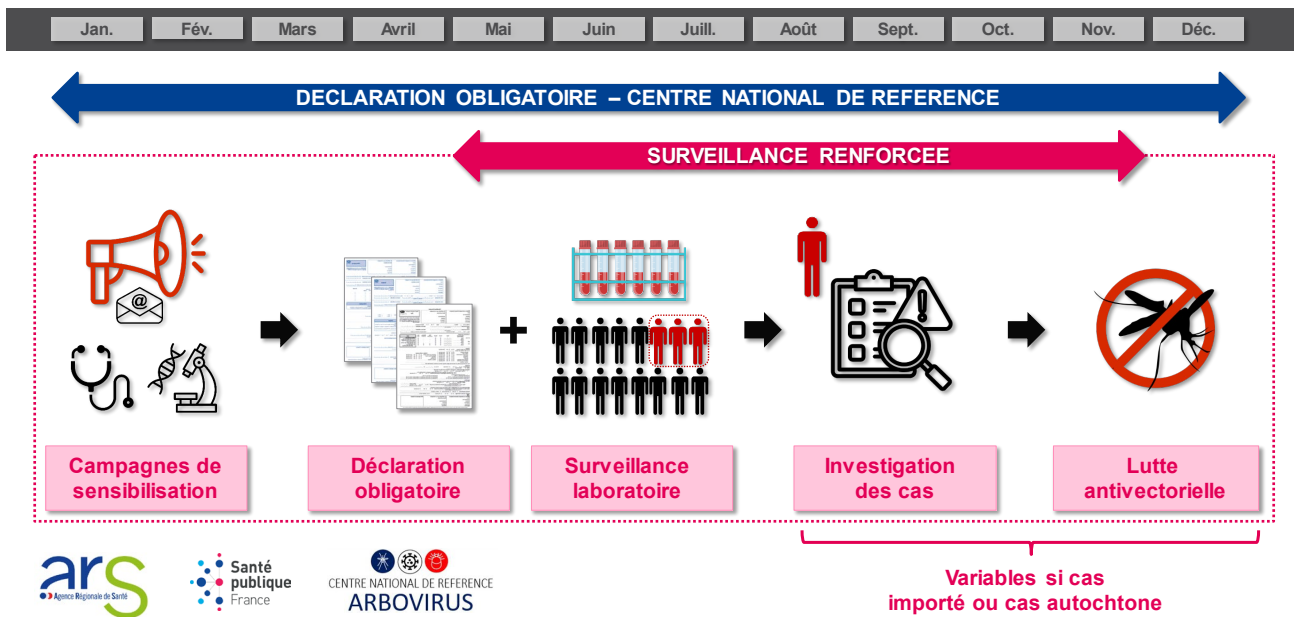 Jan. Fév. Mars Avril Mai Juin Juill. Août Sept. Oct. Nov. Déc.
DECLARATION OBLIGATOIRE – CENTRE NATIONAL DE REFERENCE
SURVEILLANCE RENFORCEE
@
Campagnes de
sensibilisation
Déclaration
obligatoire
Surveillance
laboratoire
Investigation
des cas
Lutte
antivectorielle
ars
Agence Régionale de Santé
Santé
publique
France
CENTRE NATIONAL DE REFERENCE
ARBOVIRUS
Variables si cas
importé ou cas autochtone